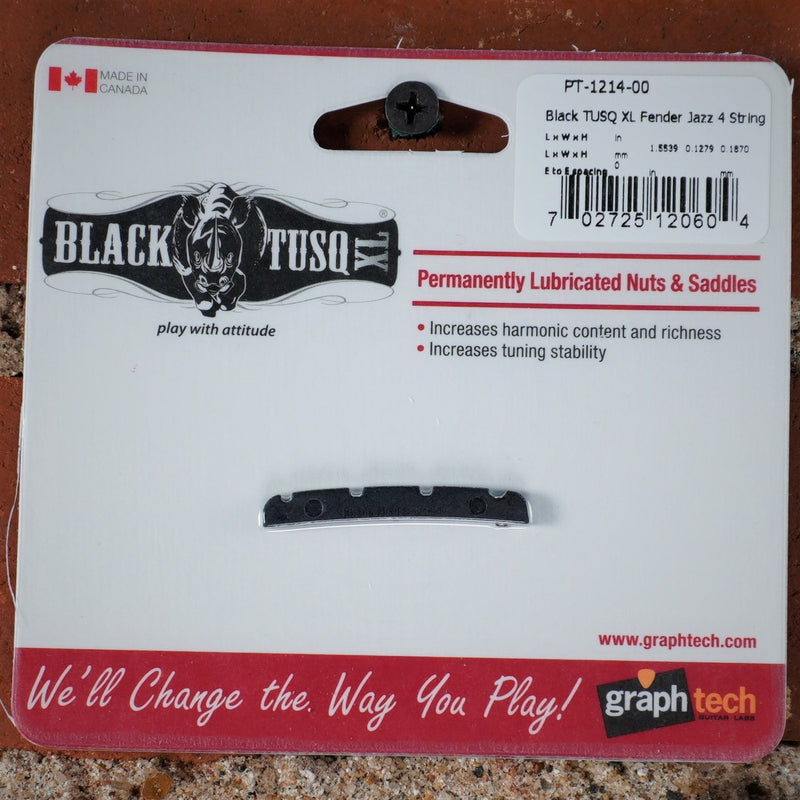 MADE IN
CANADA
PT-1214-00
Black TUSQ XL Fender Jazz 4 String
L x W x H in
L x W x H mm 1.5539 0.1279 0.1870
0
E to E spacing in mm
7 02725 12060 4
BLACK TUSQ XL ®
play with attitude
Permanently Lubricated Nuts & Saddles
• Increases harmonic content and richness
• Increases tuning stability
www.graphtech.com
We'll Change the. Way You Play!
graph tech
GUITAR LABS